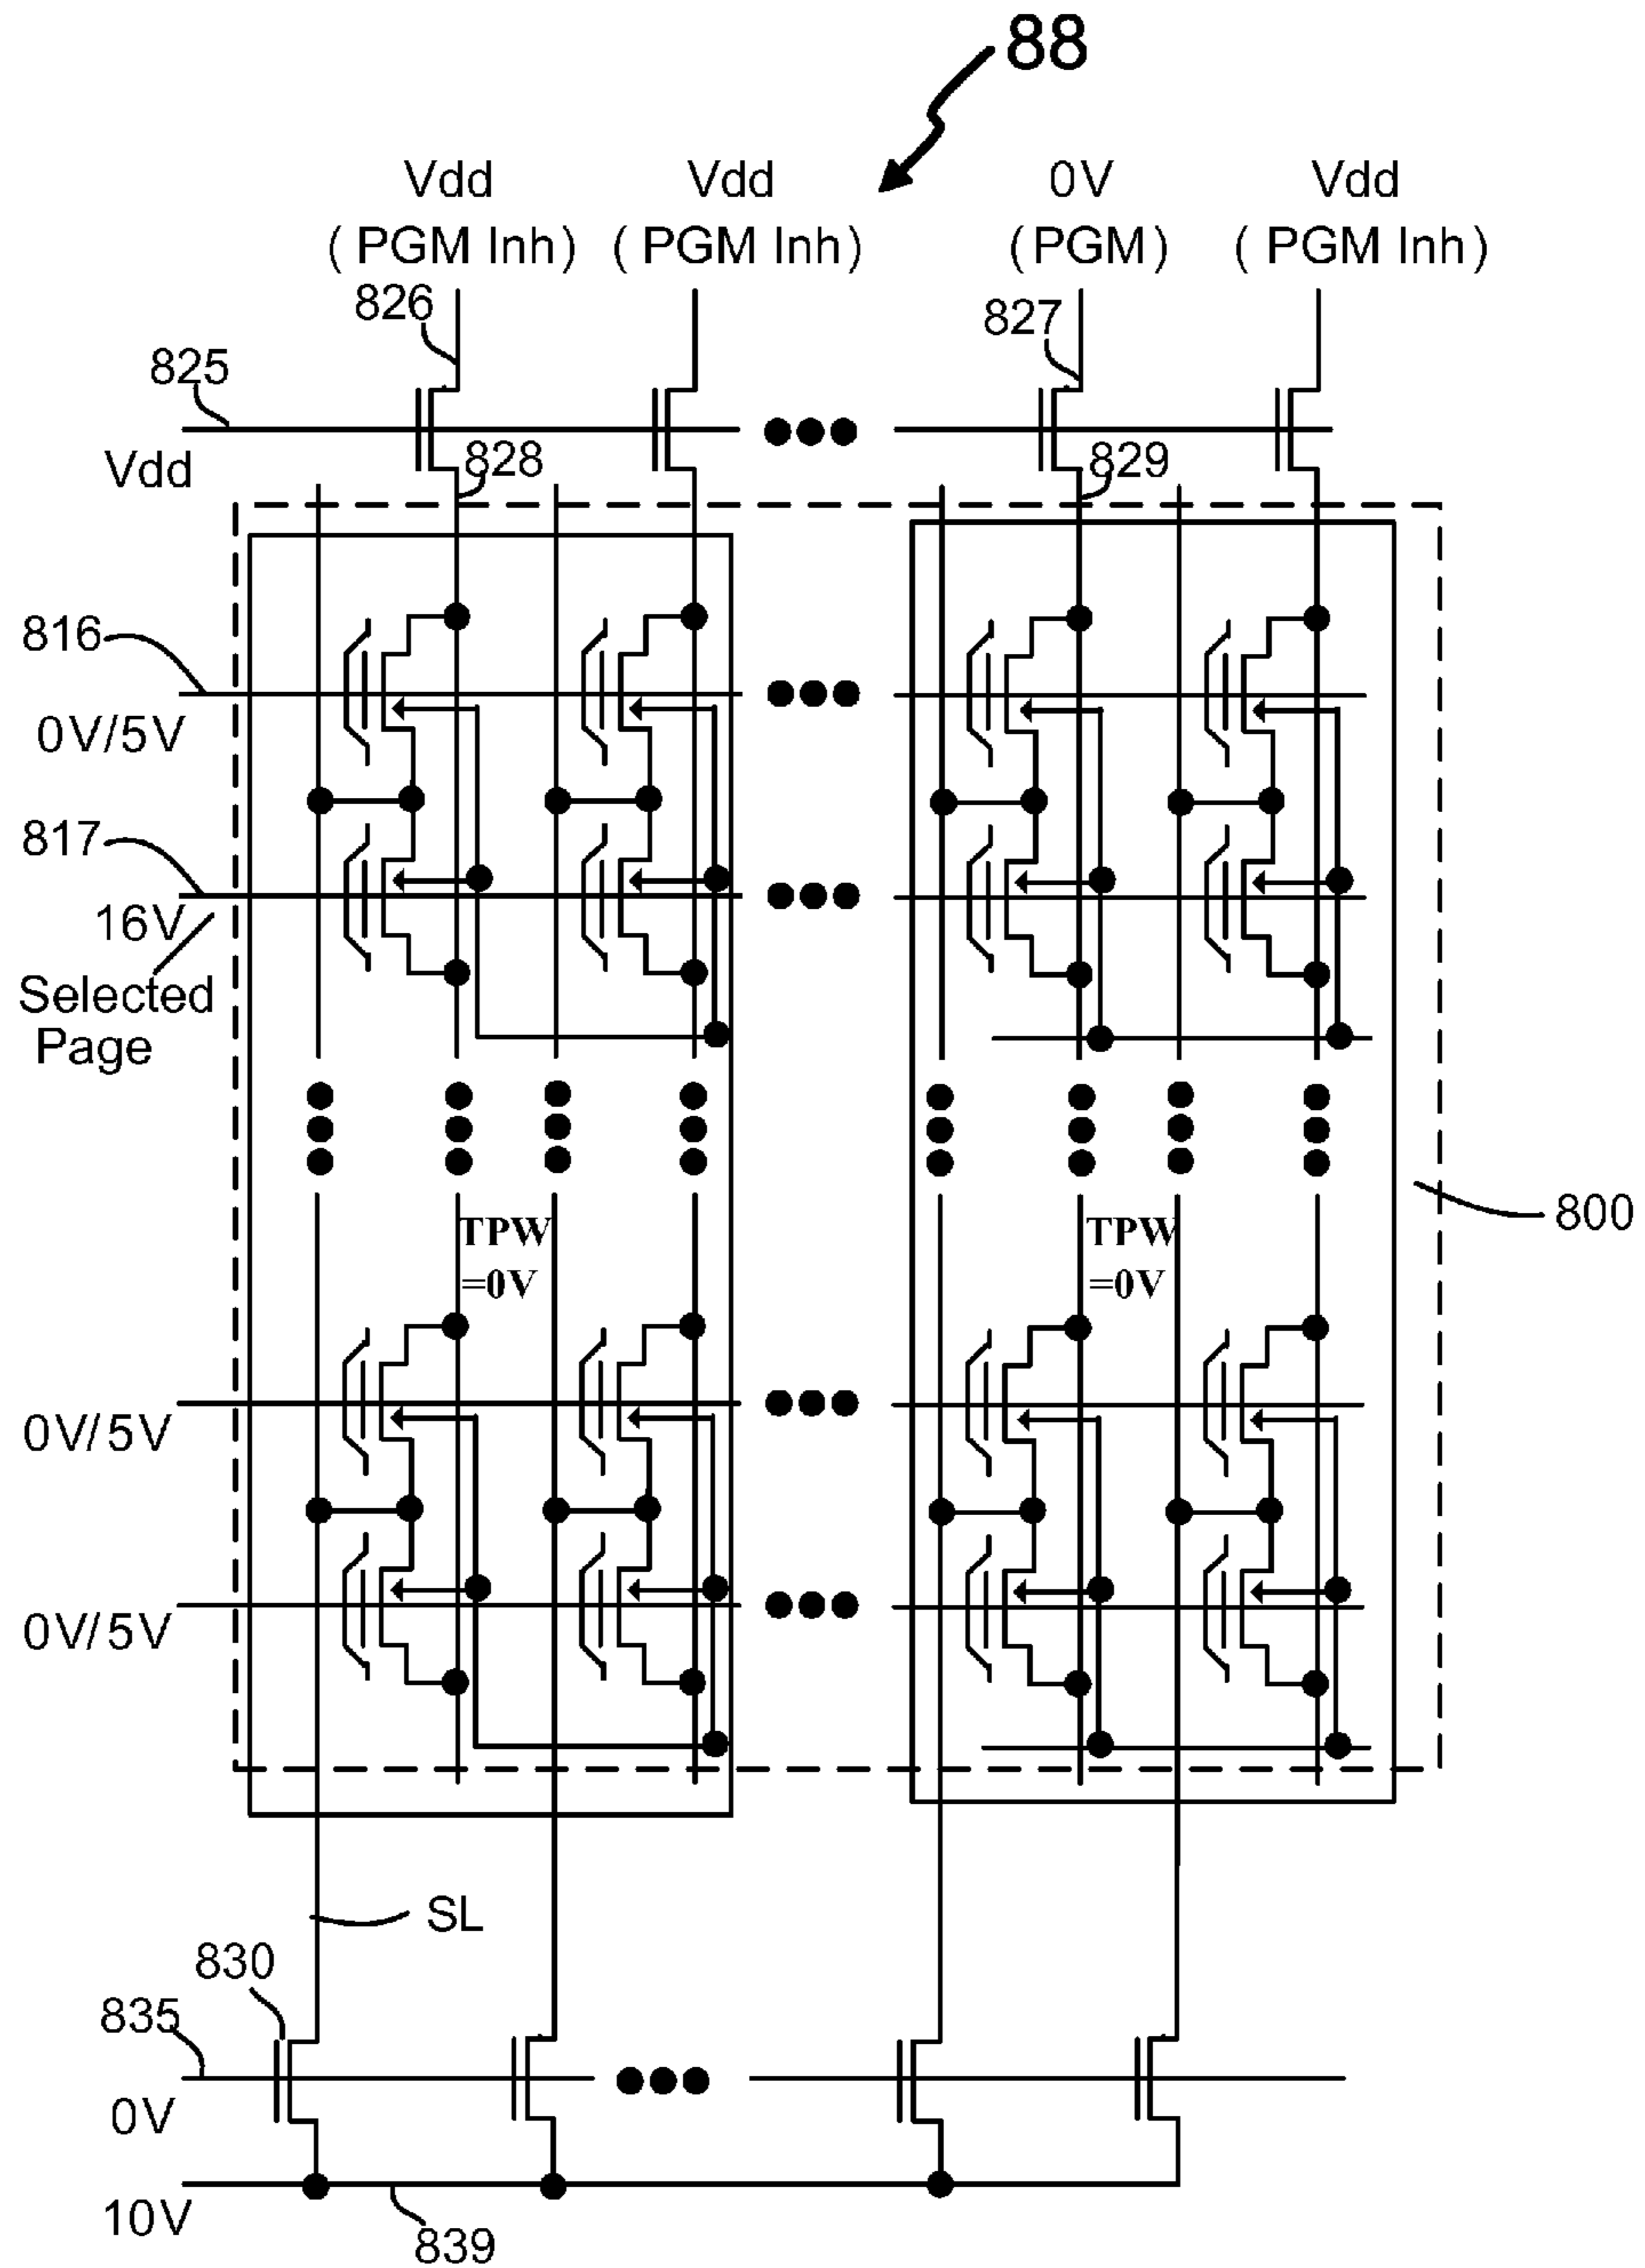 88
Vdd Vdd 0V Vdd
( PGM Inh) ( PGM Inh) (PGM) ( PGM Inh)
826 827
825
Vdd 828 829
816
0V/5V
817
16V
Selected
Page
800
TPW TPW
=0V =0V
0V/5V
0V/5V
SL
830
835
0V
10V
839